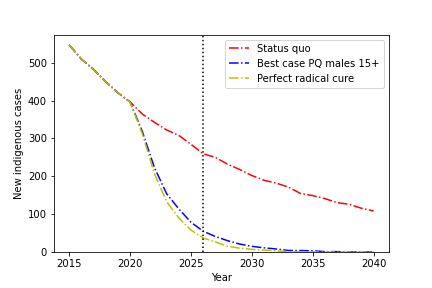 Status quo
Best case PQ males 15+
Perfect radical cure
New indigenous cases
500
400
300
200
100
0
2015 2020 2025 2030 2035 2040
Year